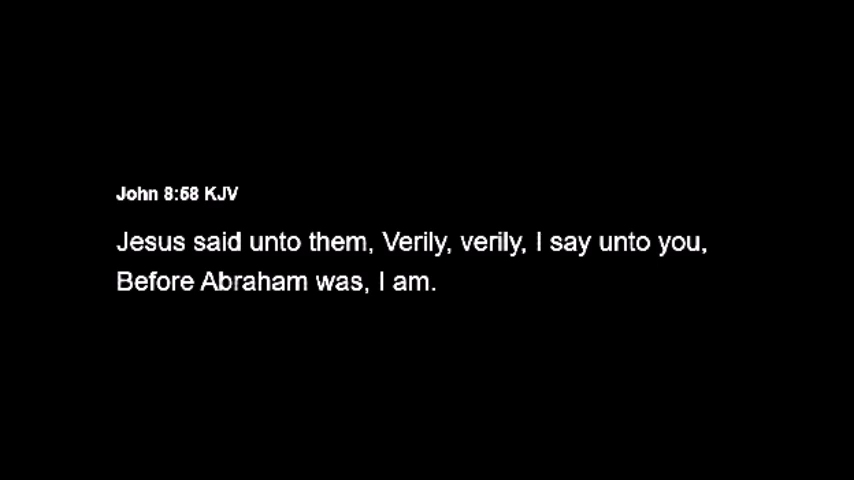 John 8:58 KJV
Jesus said unto them, Verily, verily, I say unto you,
Before Abraham was, I am.